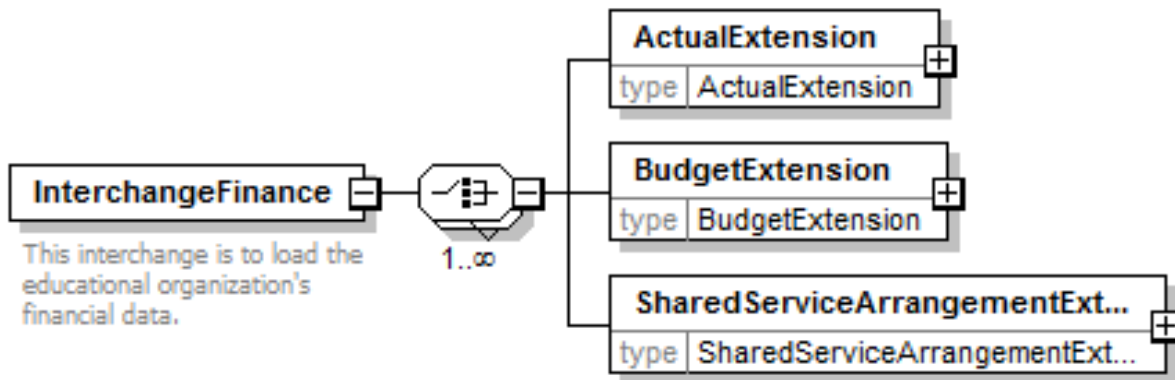 ActualExtension
type ActualExtension
InterchangeFinance
This interchange is to load the
educational organization's
financial data.
1..∞
BudgetExtension
type BudgetExtension
SharedServiceArrangementExt...
type SharedServiceArrangementExt...